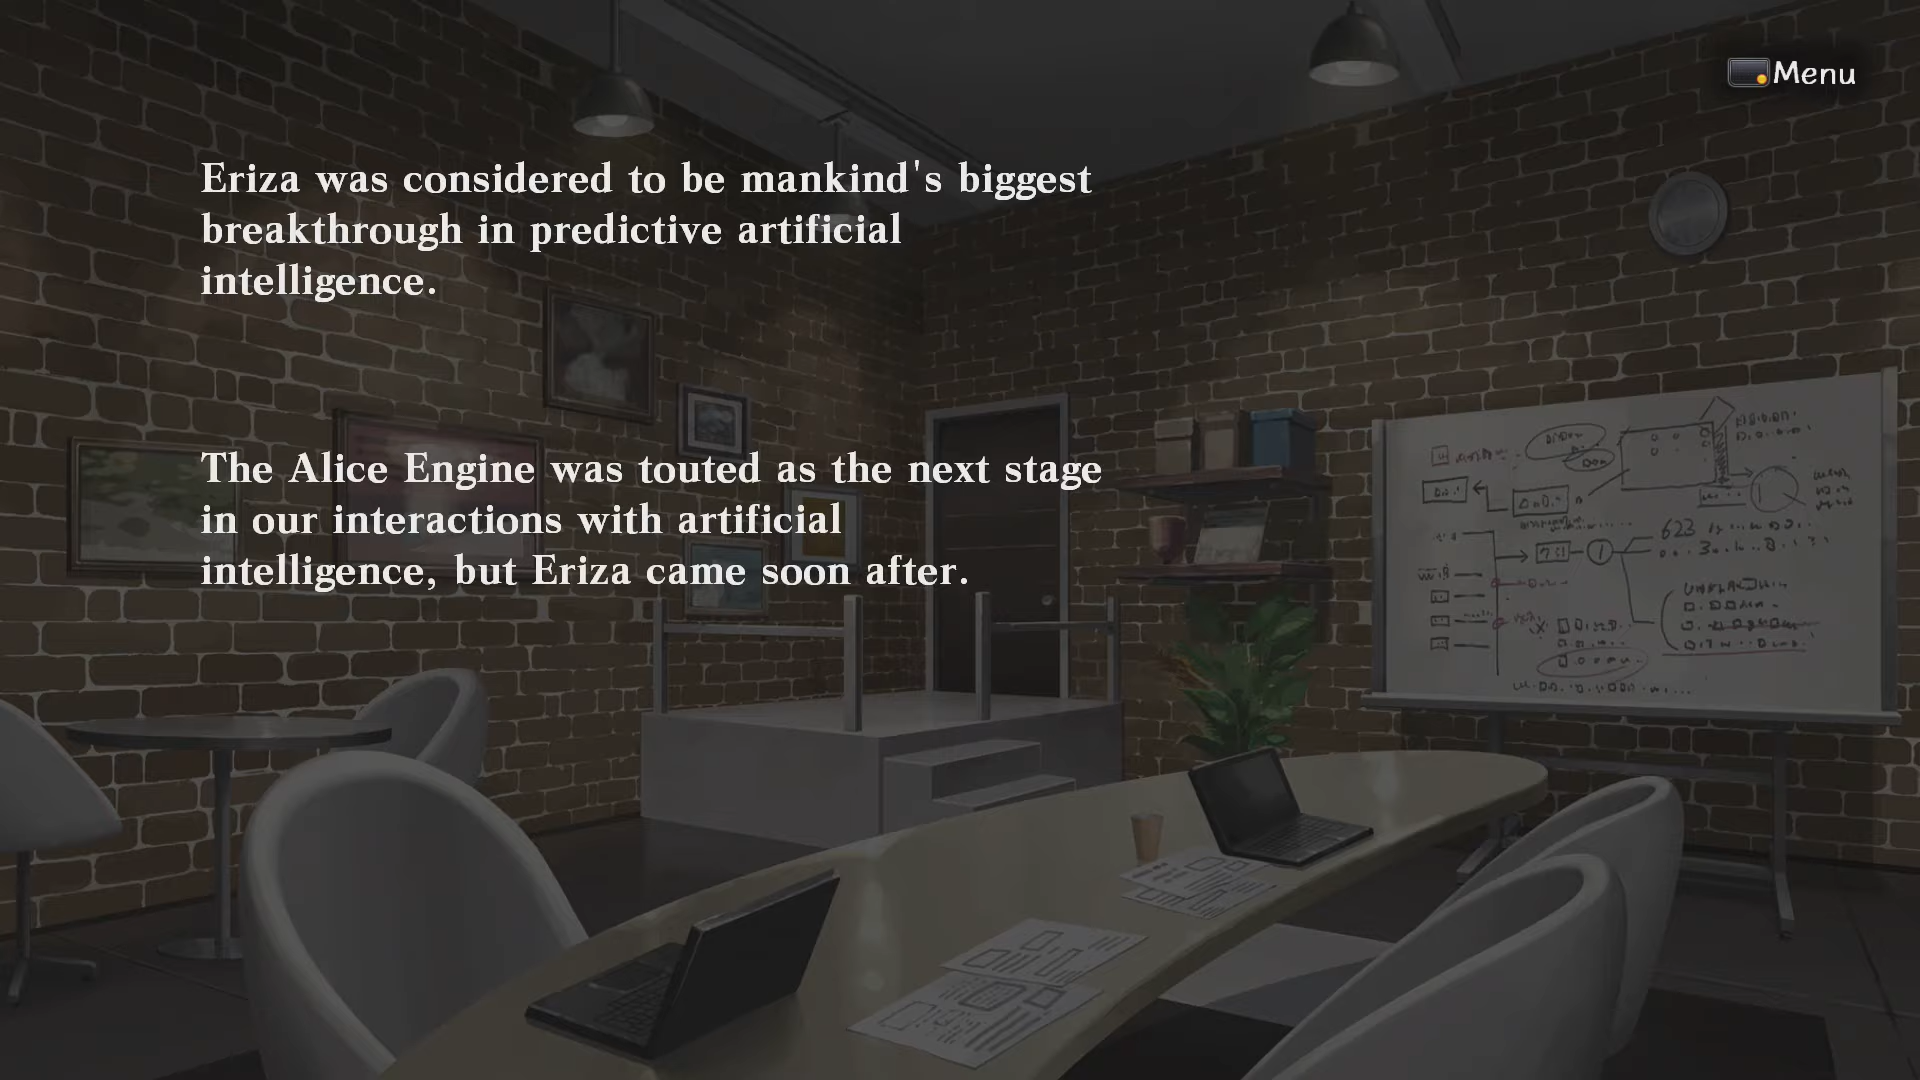 Menu
Eriza was considered to be mankind's biggest
breakthrough in predictive artificial
intelligence.
The Alice Engine was touted as the next stage
in our interactions with artificial
intelligence, but Eriza came soon after.
623